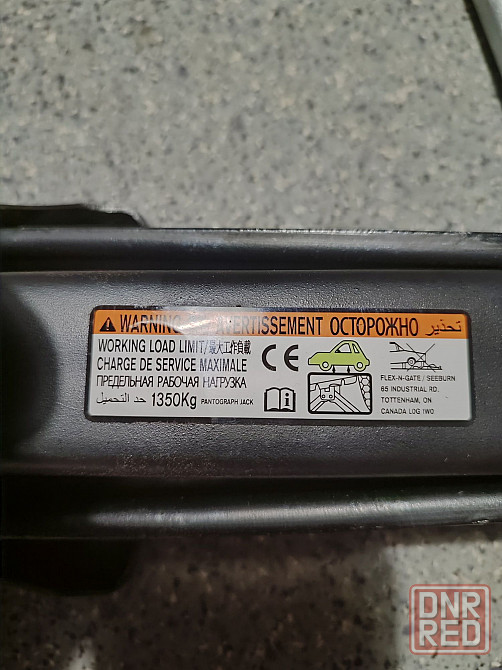 WARNING AVERTISSEMENT ОСТОРОЖНО تحذير
WORKING LOAD LIMIT/最大工作負載
CHARGE DE SERVICE MAXIMALE
ПРЕДЕЛЬНАЯ РАБОЧАЯ НАГРУЗКА
حد التحميل 1350Kg PANTOGRAPH JACK
CE
FLEX-N-GATE / SEEBURN
65 INDUSTRIAL RD.
TOTTENHAM, ON
CANADA L0G 1W0
DNR
RED